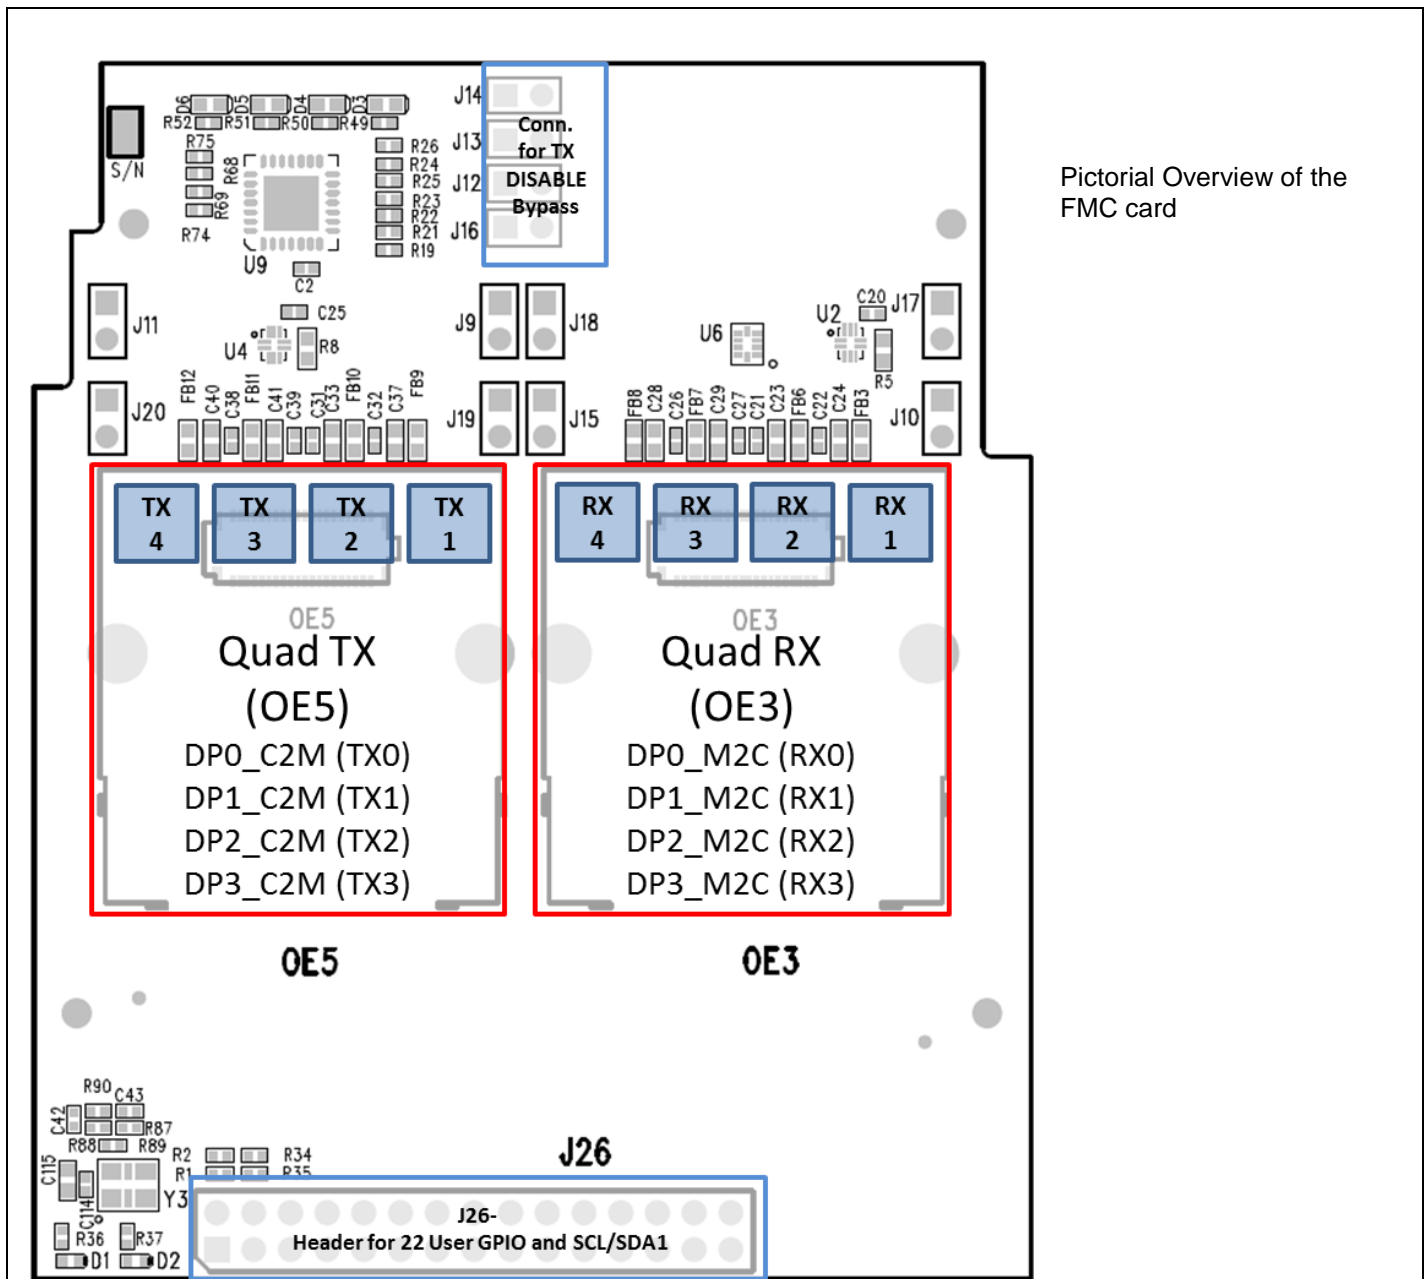 Pictorial Overview of the
FMC card
D6 D5 D4 D3
R52 R51 R50 R49
S/N
R75
R68
R69
R74
U9
C2
R26
R24
R25
R23
R22
R21
R19
J14
J13
J12
J16
Conn.
for TX
DISABLE
Bypass
J11
C25
U4
R8
J9
J18
U6
U2
C20
R5
J17
J20
FB12 C40 C38 FB11 C41 C39 C31 C33 FB10 C32 C37 FB9
J19
J15
FB8 C28 C26 FB7 C29 C27 C21 C23 FB6 C22 C24 FB3
J10
TX
4
TX
3
TX
2
TX
1
RX
4
RX
3
RX
2
RX
1
OE5
Quad TX
(OE5)
DP0_C2M (TX0)
DP1_C2M (TX1)
DP2_C2M (TX2)
DP3_C2M (TX3)
OE5
OE3
Quad RX
(OE3)
DP0_M2C (RX0)
DP1_M2C (RX1)
DP2_M2C (RX2)
DP3_M2C (RX3)
OE3
R90
C43
C42
R87
R88
R89
C115
C114
Y3
R36
R37
D1
D2
R2
R34
R1
R35
J26
J26-
Header for 22 User GPIO and SCL/SDA1